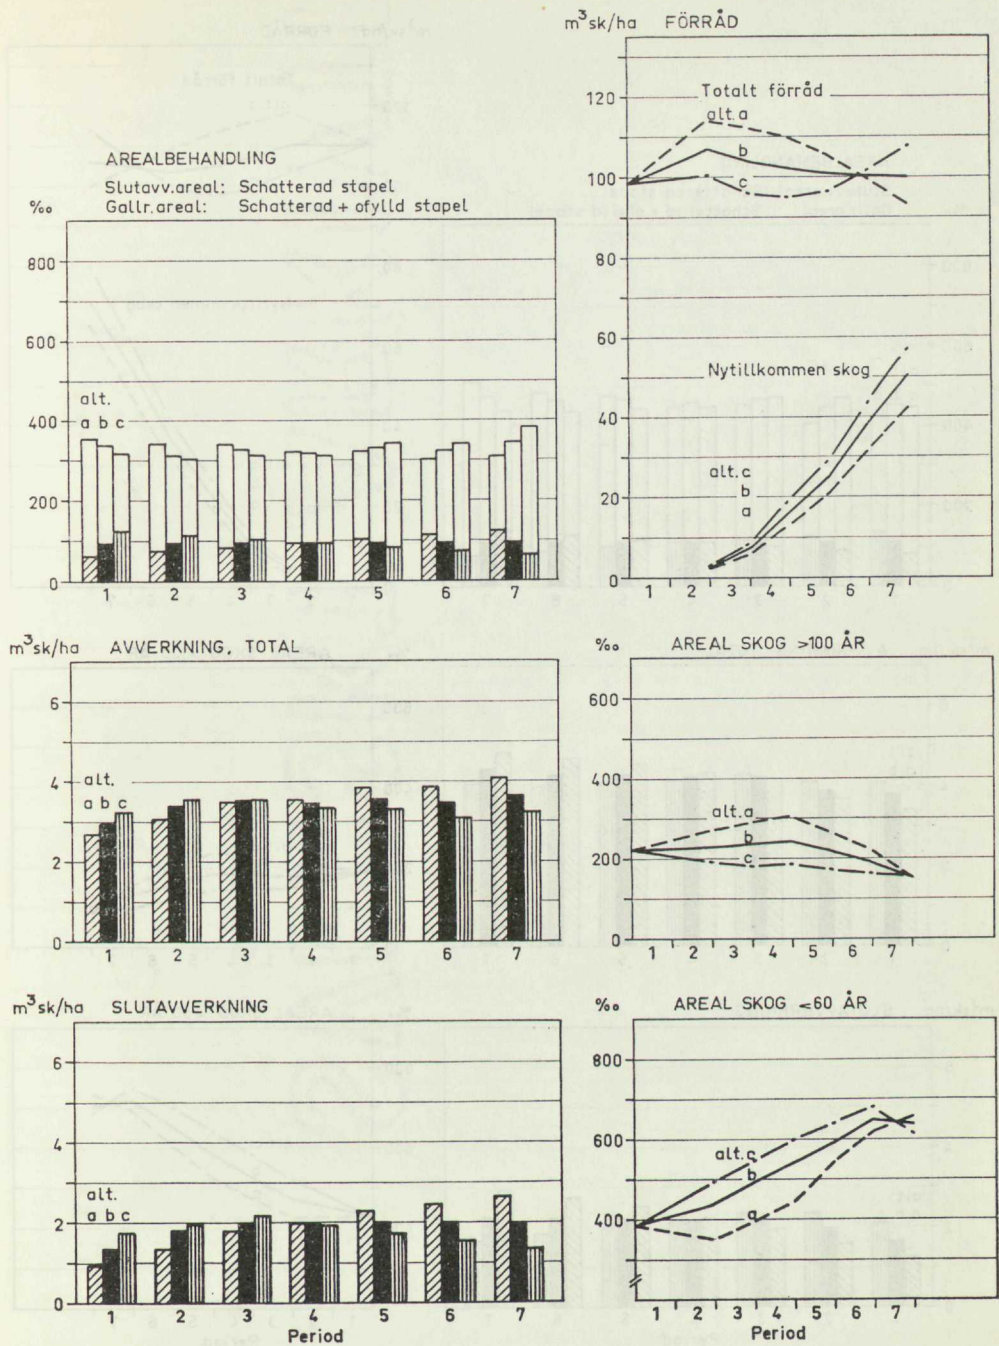 m³sk/ha FÖRRÅD
120
100
80
60
40
20
0
Totalt förråd
alt.a
b
c
Nytillkommen skog
alt.c
b
a
1 2 3 4 5 6 7
AREALBEHANDLING
Slutavv.areal: Schatterad stapel
Gallr.areal: Schatterad + ofylld stapel
‰
800
600
400
200
0
alt.
a b c
1 2 3 4 5 6 7
m³sk/ha AVVERKNING, TOTAL
6
4
2
0
alt.
a b c
1 2 3 4 5 6 7
‰ AREAL SKOG >100 ÅR
600
400
200
0
alt.a
b
c
1 2 3 4 5 6 7
m³sk/ha SLUTAVVERKNING
6
4
2
0
alt.
a b c
1 2 3 4 5 6 7
Period
‰ AREAL SKOG <60 ÅR
800
600
400
alt.c
b
a
1 2 3 4 5 6 7
Period